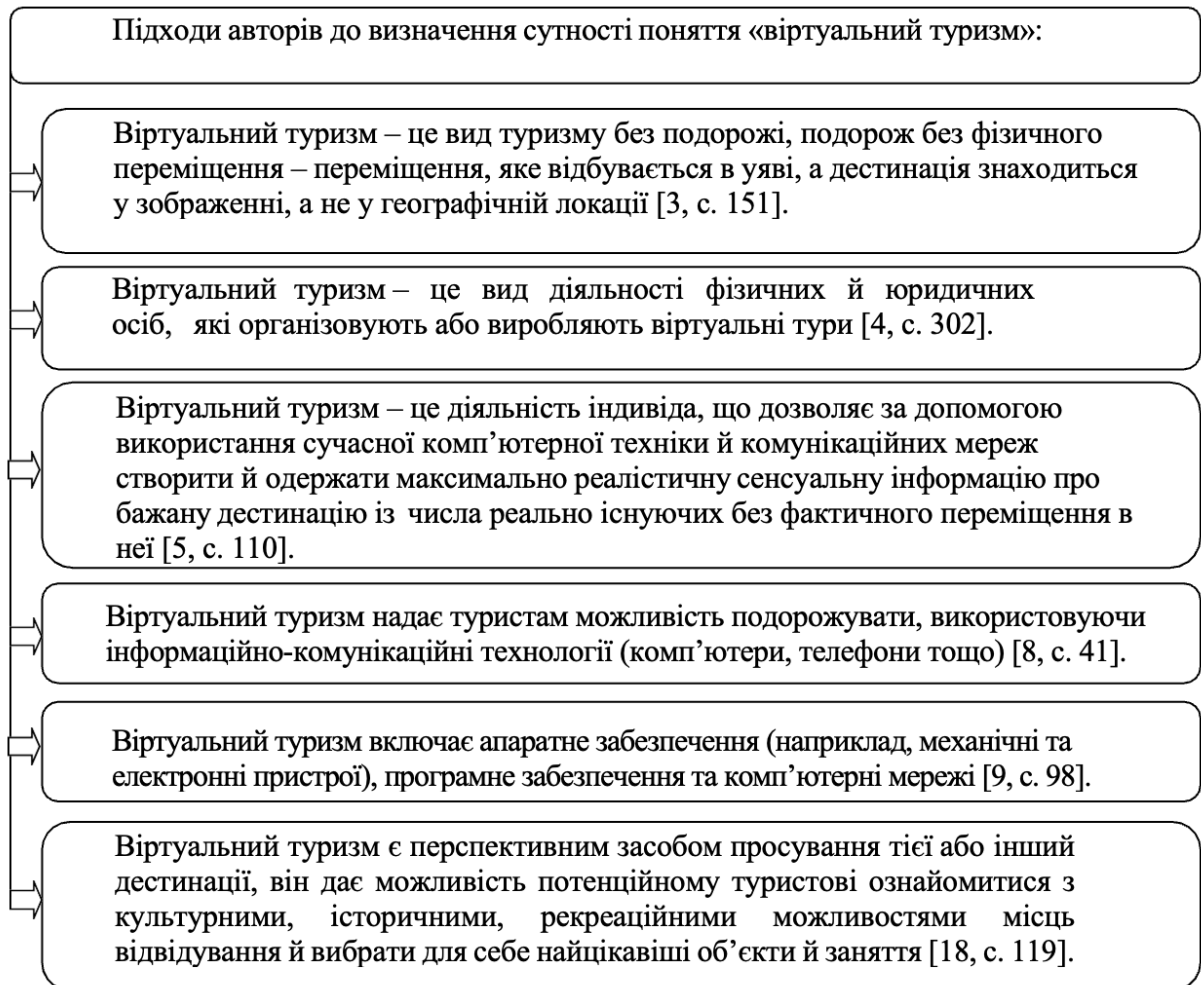 Підходи авторів до визначення сутності поняття «віртуальний туризм»:
Віртуальний туризм – це вид туризму без подорожі, подорож без фізичного
переміщення – переміщення, яке відбувається в уяві, а дестинація знаходиться
у зображенні, а не у географічній локації [3, с. 151].
Віртуальний туризм – це вид діяльності фізичних й юридичних
осіб, які організовують або виробляють віртуальні тури [4, с. 302].
Віртуальний туризм – це діяльність індивіда, що дозволяє за допомогою
використання сучасної комп’ютерної техніки й комунікаційних мереж
створити й одержати максимально реалістичну сенсуальну інформацію про
бажану дестинацію із числа реально існуючих без фактичного переміщення в
неї [5, с. 110].
Віртуальний туризм надає туристам можливість подорожувати, використовуючи
інформаційно-комунікаційні технології (комп’ютери, телефони тощо) [8, с. 41].
Віртуальний туризм включає апаратне забезпечення (наприклад, механічні та
електронні пристрої), програмне забезпечення та комп’ютерні мережі [9, с. 98].
Віртуальний туризм є перспективним засобом просування тієї або інший
дестинації, він дає можливість потенційному туристові ознайомитися з
культурними, історичними, рекреаційними можливостями місць
відвідування й вибрати для себе найцікавіші об’єкти й заняття [18, с. 119].